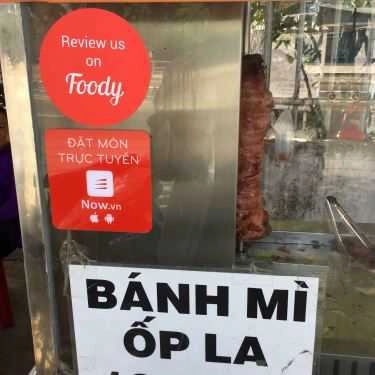 Review us
on
Foody
ĐẶT MÓN
TRỰC TUYẾN
Now.vn
BÁNH MÌ
ỐP LA